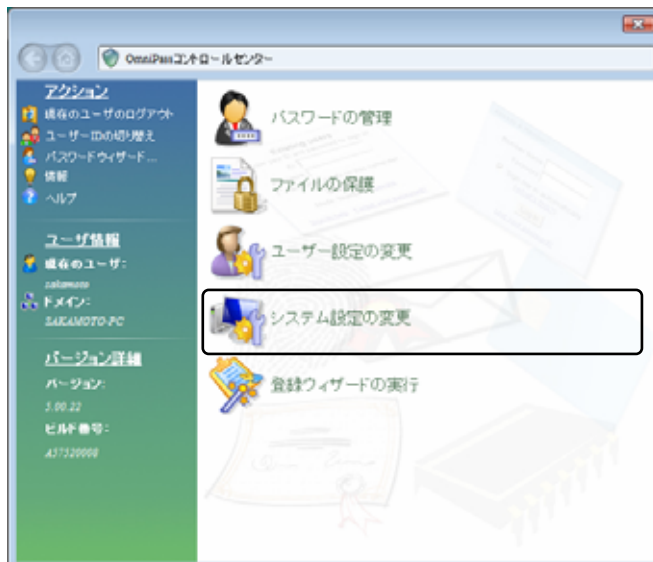 OmniPassコントロールセンター
アクション
現在のユーザのログアウト
ユーザーIDの切り替え
パスワードウィザード...
情報
ヘルプ
ユーザ情報
現在のユーザ:
sakamoto
ドメイン:
SAKAMOTO-PC
バージョン詳細
バージョン:
5.00.22
ビルド番号:
A57520008
パスワードの管理
ファイルの保護
ユーザー設定の変更
システム設定の変更
登録ウィザードの実行